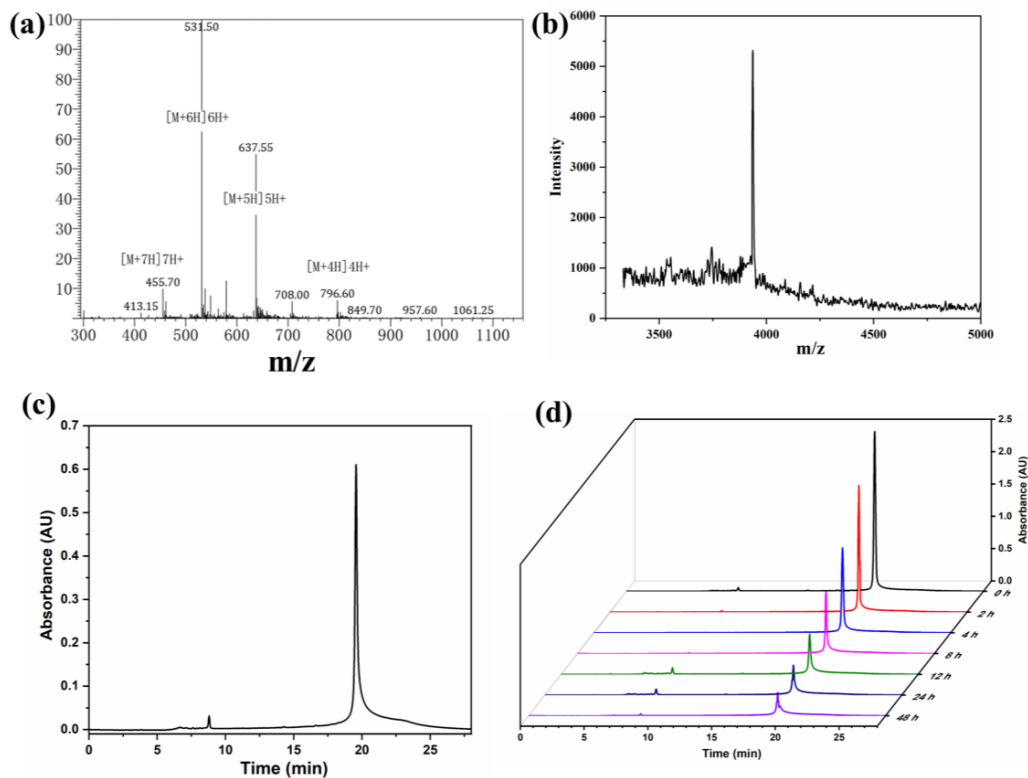 (a)
100
90
80
70
60
50
40
30
20
10
531.50
[M+6H]6H+
637.55
[M+5H]5H+
[M+7H]7H+
455.70
413.15
[M+4H]4H+
708.00
796.60
849.70
957.60
1061.25
300 400 500 600 700 800 900 1000 1100
m/z
(b)
6000
5000
4000
3000
2000
1000
0
Intensity
3500 4000 4500 5000
m/z
(c)
0.7
0.6
0.5
0.4
0.3
0.2
0.1
0.0
Absorbance (AU)
0 5 10 15 20 25
Time (min)
(d)
2.5
2.0
1.5
1.0
0.5
0.0
Absorbance (AU)
0 h
2 h
4 h
8 h
12 h
24 h
48 h
0 5 10 15 20 25
Time (min)